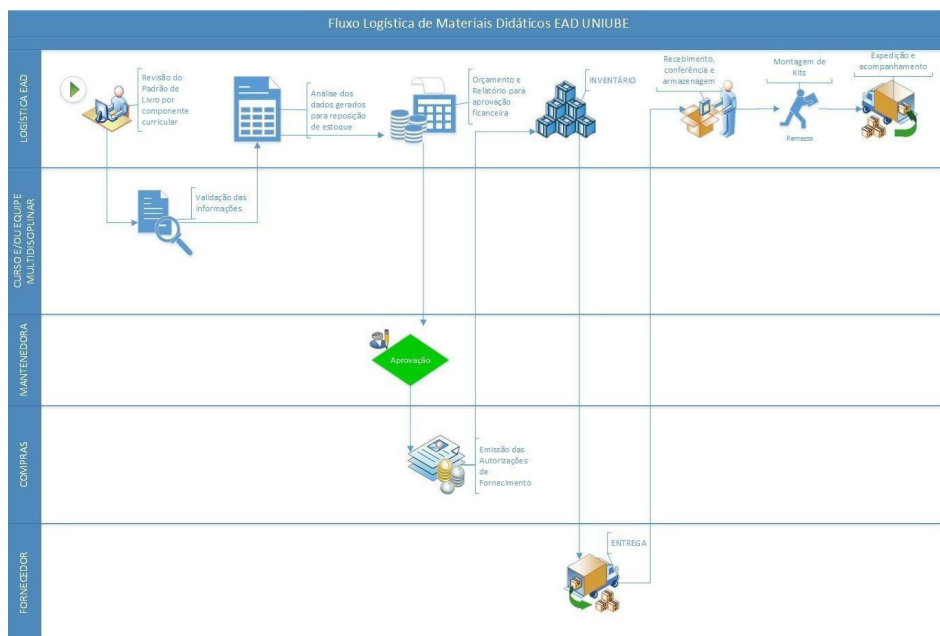 Fluxo Logística de Materiais Didáticos EAD UNIUBE
LOGÍSTICA EAD
Revisão do
Padrão de
Livro por
componente
curricular
Análise dos
dados gerados
para reposição
de estoque
Orçamento e
Relatório para
aprovação
financeira
INVENTÁRIO
Recebimento,
conferência e
armazenagem
Montagem de
Kits
Remessa
Expedição e
acompanhamento
CURSO E/OU EQUIPE
MULTIDISCIPLINAR
Validação das
informações
MANTENEDORA
Aprovação
COMPRAS
Emissão das
Autorizações
de
Fornecimento
FORNECEDOR
ENTREGA